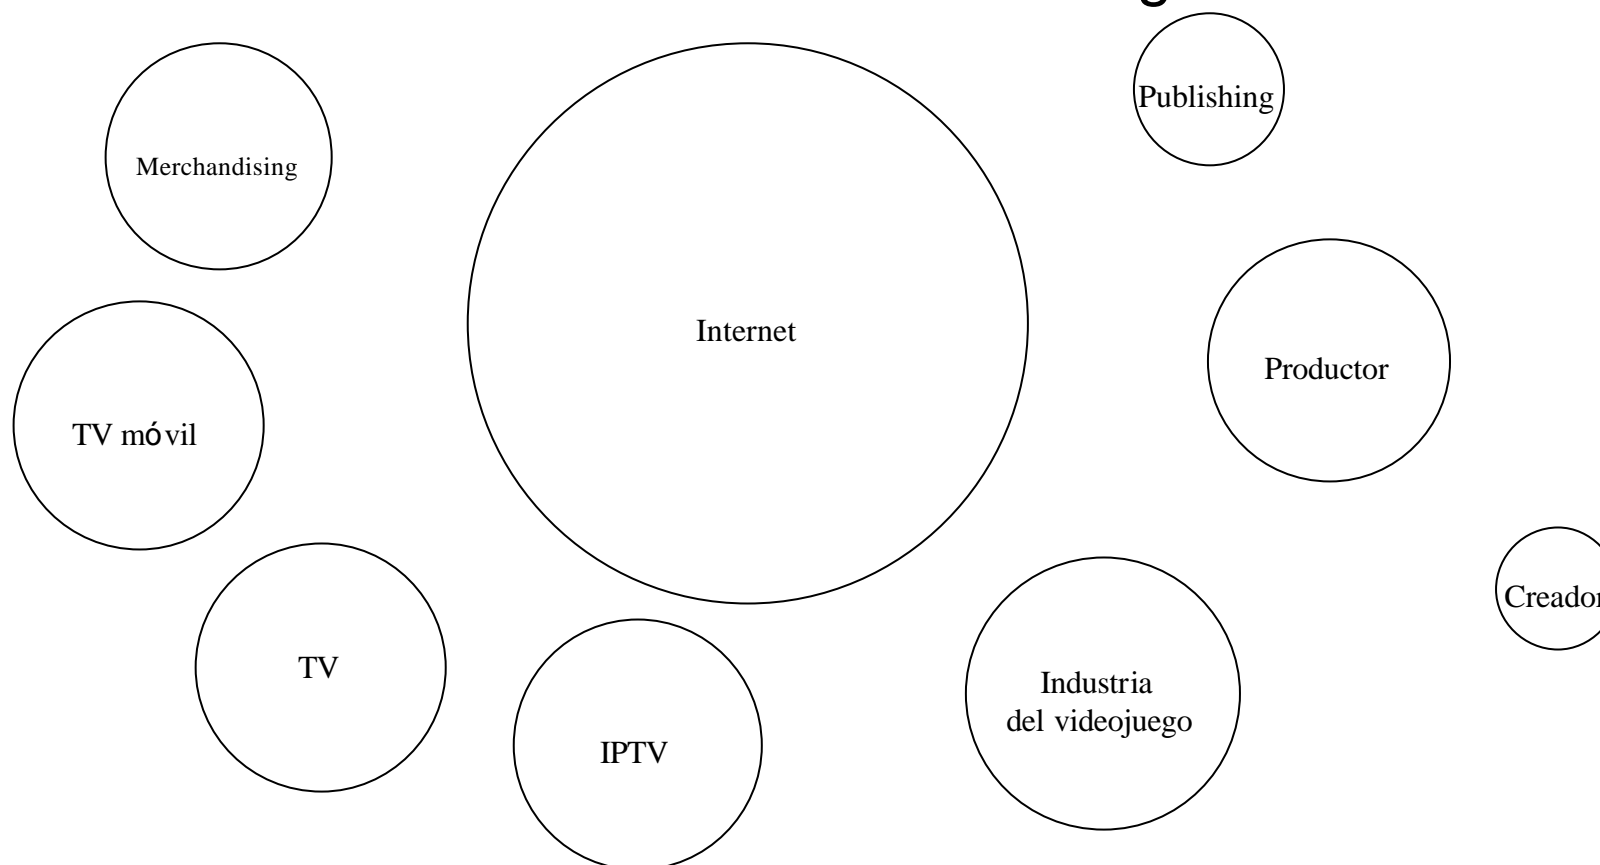 Publishing
Merchandising
Internet
Productor
TV móvil
Creador
TV
Industria
del videojuego
IPTV